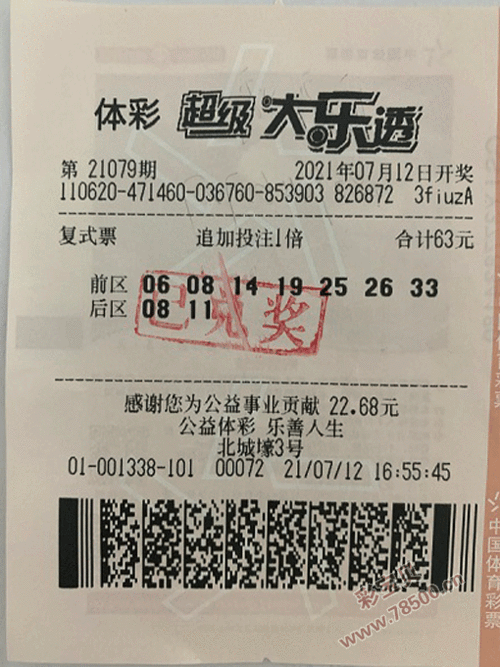 体彩 超级大乐透
第 21079期 2021年07月12日开奖
110620-471460-036760-853903 826872 3fiuzA
复式票 追加投注1倍 合计63元
前区 06 08 14 19 25 26 33
后区 08 11
已兑奖
感谢您为公益事业贡献 22.68元
公益体彩 乐善人生
北城壕3号
01-001338-101 00072 21/07/12 16:55:45
www.78500.cn
中国体育彩票